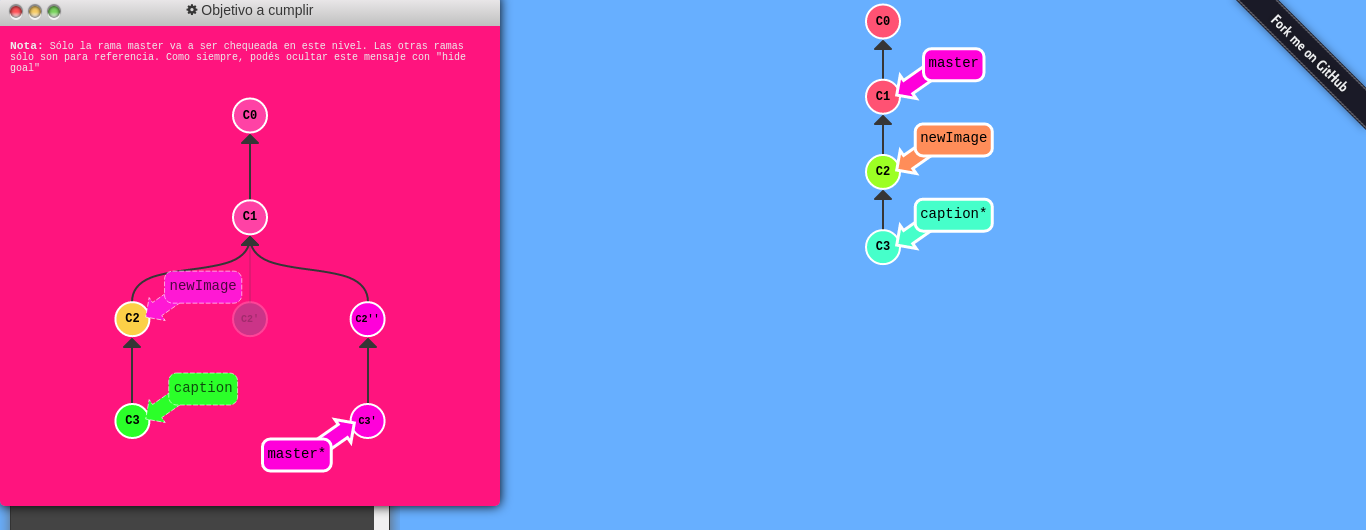 Objetivo a cumplir
Nota: Sólo la rama master va a ser chequeada en este nivel. Las otras ramas
sólo son para referencia. Como siempre, podés ocultar este mensaje con "hide
goal"
C0
C1
newImage
C2
C2'
C2''
caption
C3
C3'
master*
C0
master
C1
newImage
C2
caption*
C3
Fork me on GitHub